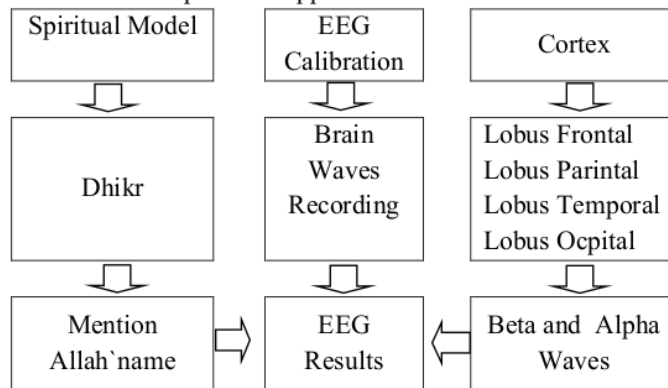 Spiritual Model
EEG
Calibration
Cortex
Dhikr
Brain
Waves
Recording
Lobus Frontal
Lobus Parintal
Lobus Temporal
Lobus Ocpital
Mention
Allah`name
EEG
Results
Beta and Alpha
Waves